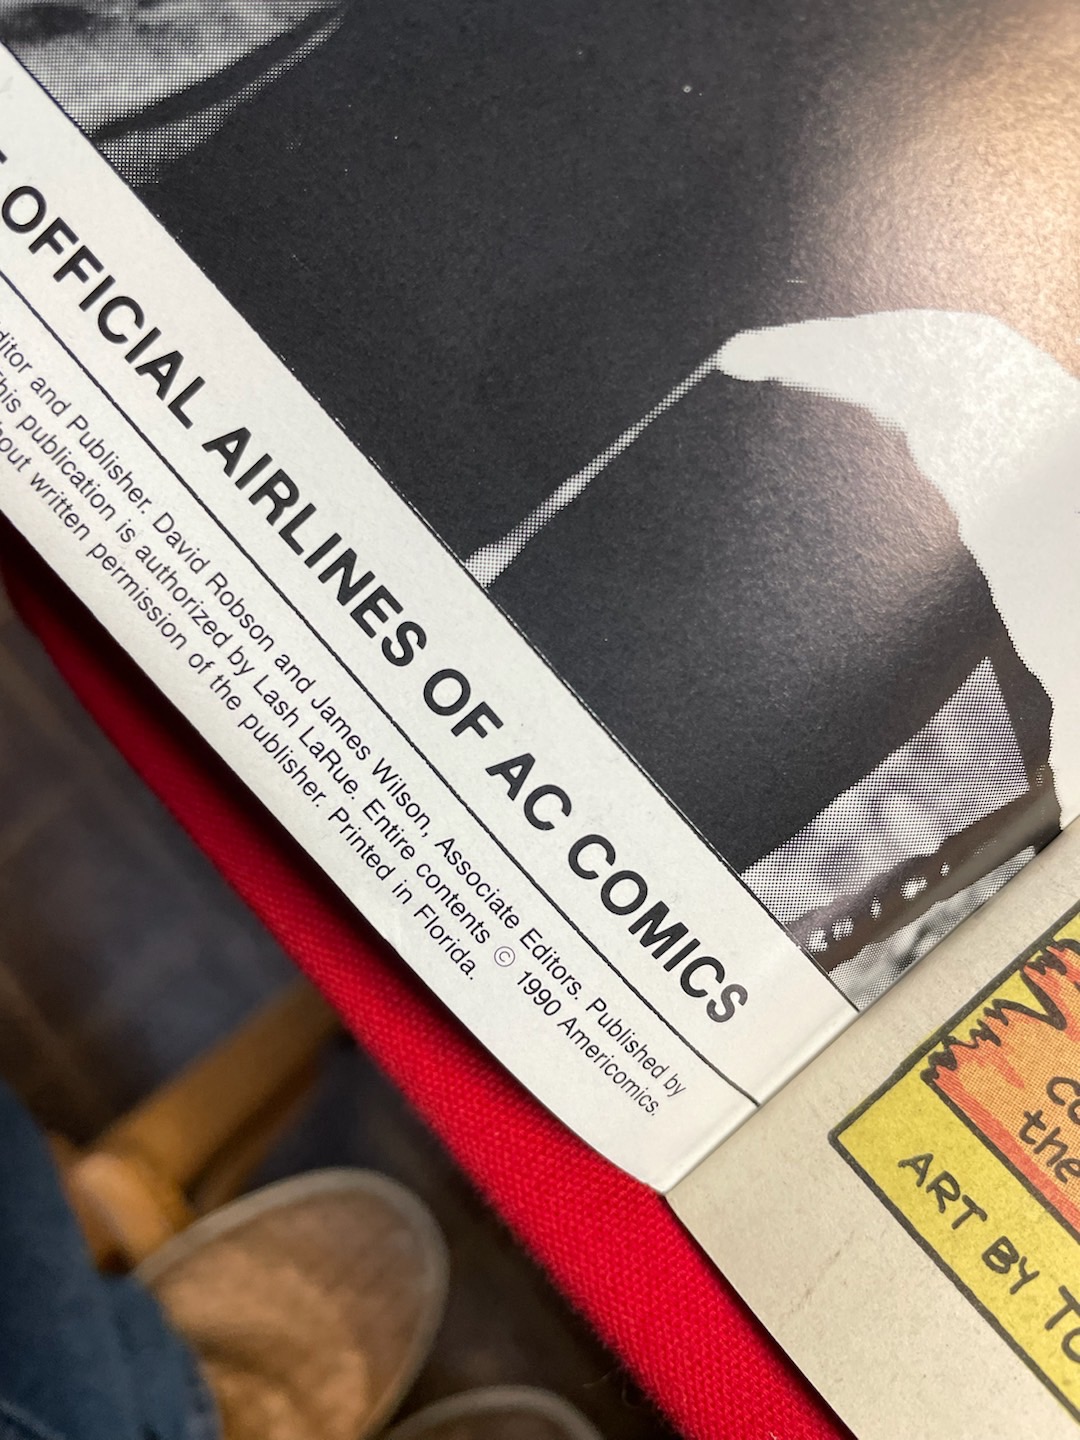 OFFICIAL AIRLINES OF AC COMICS
and Publisher. David Robson and James Wilson, Associate Editors. Published by
publication is authorized by Lash LaRue. Entire contents © 1990 Americomics.
written permission of the publisher. Printed in Florida.
the
ART BY